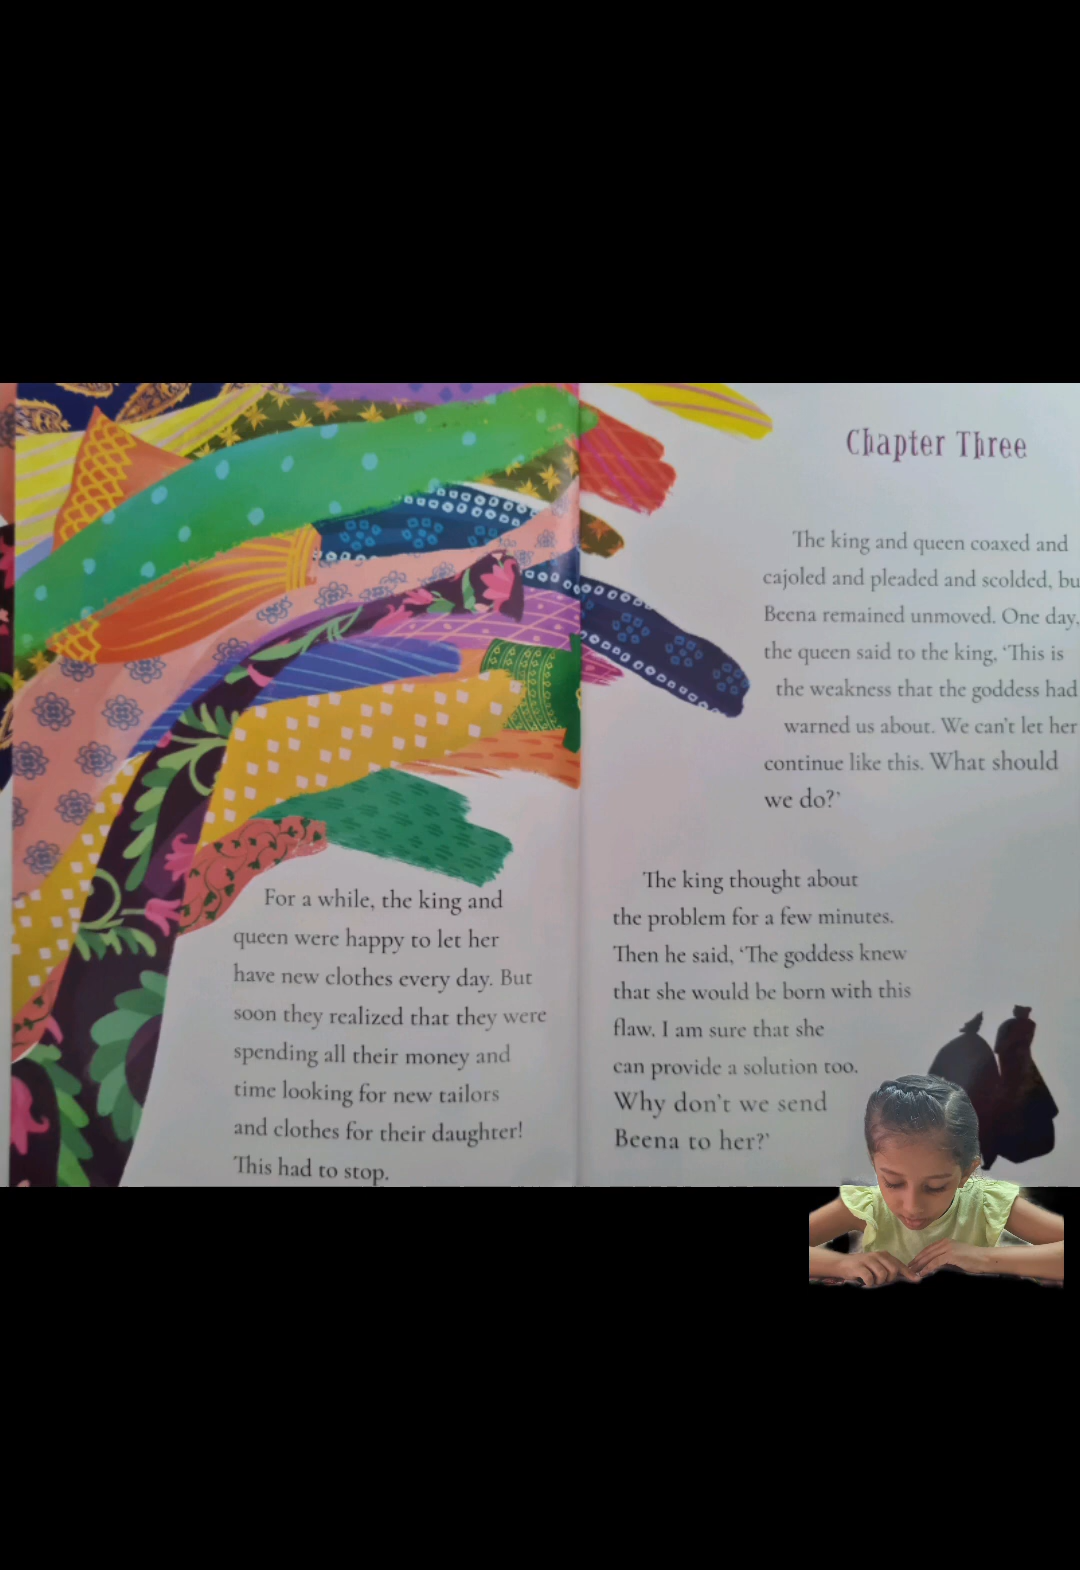 For a while, the king and
queen were happy to let her
have new clothes every day. But
soon they realized that they were
spending all their money and
time looking for new tailors
and clothes for their daughter!
This had to stop.
Chapter Three
The king and queen coaxed and
cajoled and pleaded and scolded, bu
Beena remained unmoved. One day,
the queen said to the king, ‘This is
the weakness that the goddess had
warned us about. We can't let her
continue like this. What should
we do?’
The king thought about
the problem for a few minutes.
Then he said, ‘The goddess knew
that she would be born with this
flaw. I am sure that she
can provide a solution too.
Why don't we send
Beena to her?’